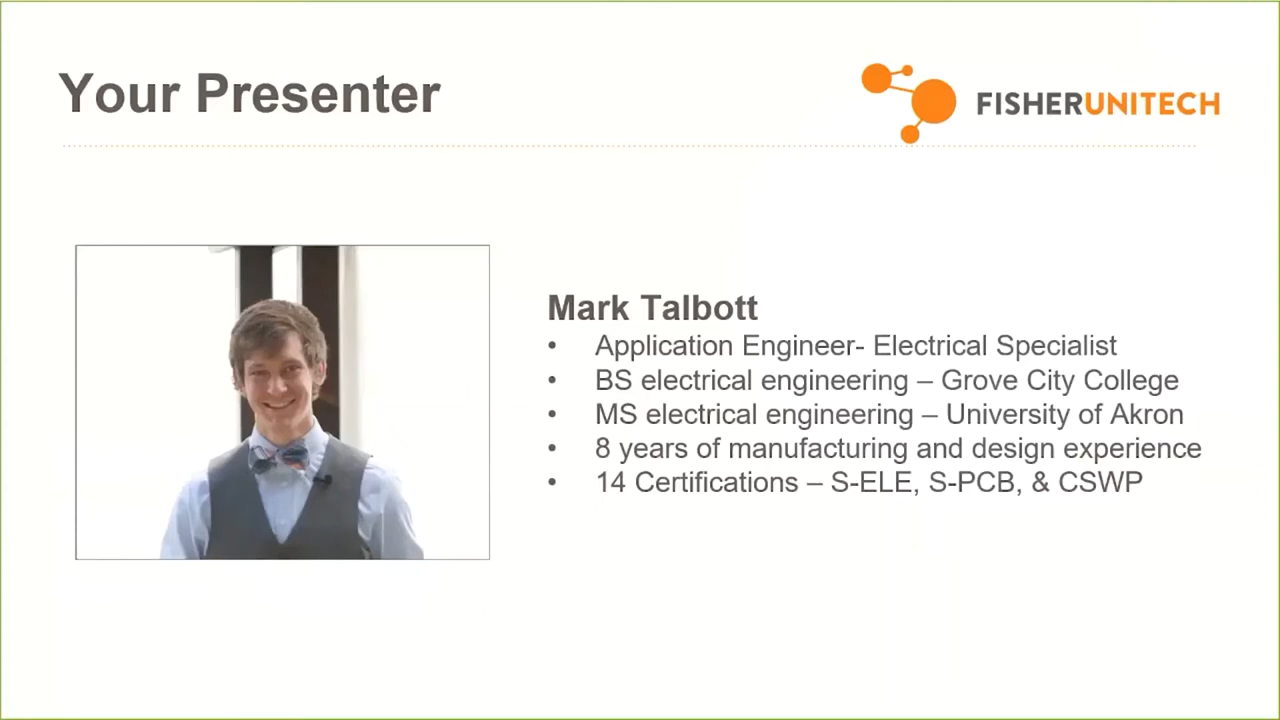 Your Presenter
FISHERUNITECH
Mark Talbott
• Application Engineer- Electrical Specialist
• BS electrical engineering – Grove City College
• MS electrical engineering – University of Akron
• 8 years of manufacturing and design experience
• 14 Certifications – S-ELE, S-PCB, & CSWP